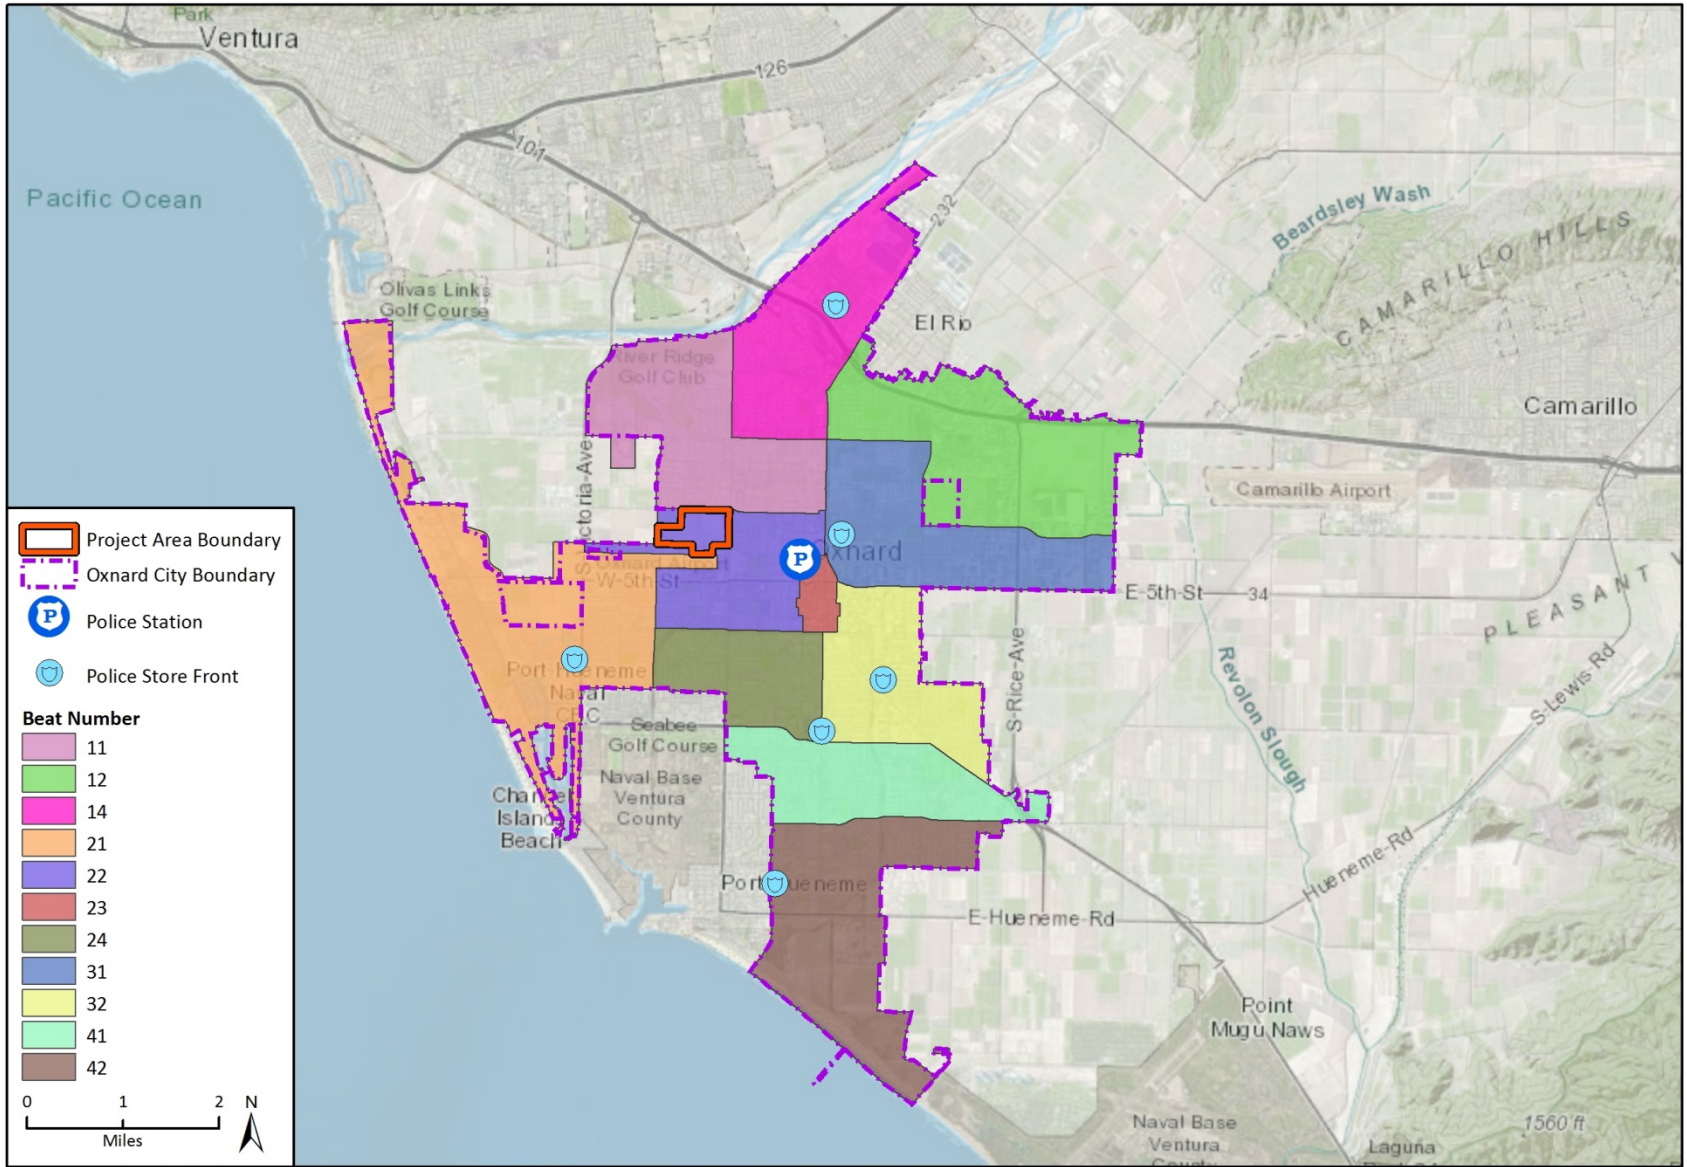 Park
Ventura
126
101
Pacific Ocean
232
Beardsley Wash
CAMARILLO HILLS
Olivas Links
Golf Course
El Rio
River Ridge
Golf Club
Camarillo
Camarillo Airport
Oxnard
Oxnard Airport
W-5th-St
E-5th-St
34
PLEASANT
S-Rice-Ave
Revolon Slough
S-Lewis-Rd
Port Hueneme
Naval
Seabee
Golf Course
Naval Base
Ventura
County
Channel
Islands
Beach
Port Hueneme
E-Hueneme-Rd
Hueneme-Rd
Point
Mugu Naws
Naval Base
Ventura
County
1560 ft
Laguna
Project Area Boundary
Oxnard City Boundary
P
Police Station
Police Store Front
Beat Number
11
12
14
21
22
23
24
31
32
41
42
0 1 2 N
Miles
P